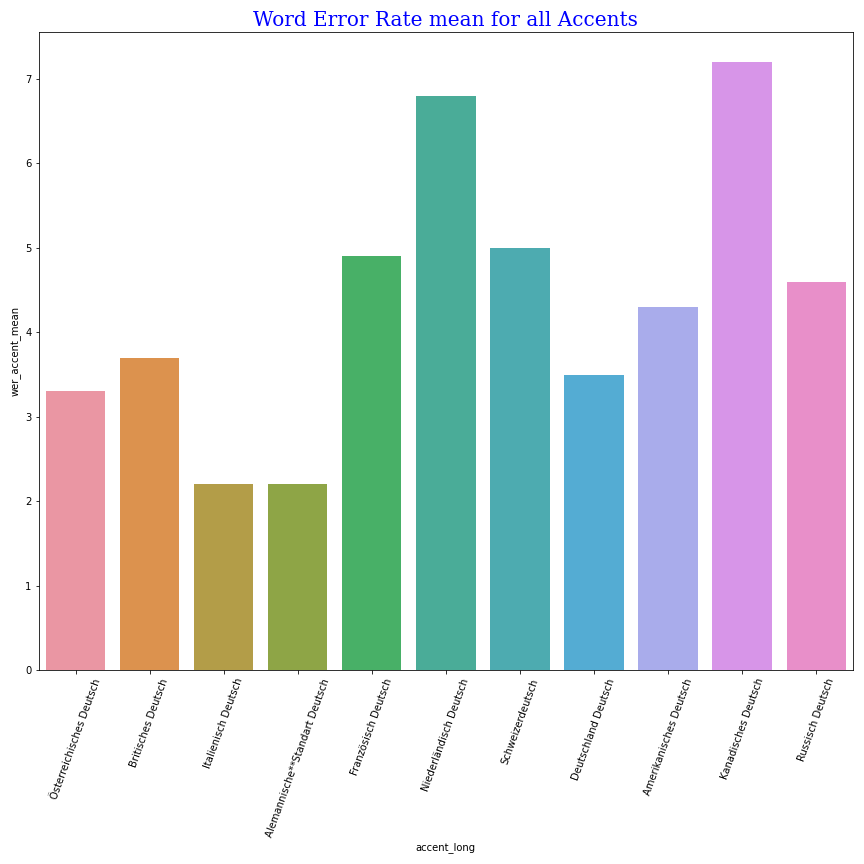 Word Error Rate mean for all Accents
wer_accent_mean
7
6
5
4
3
2
1
0
Österreichisches Deutsch
Britisches Deutsch
Italienisch Deutsch
Alemannische**Standart Deutsch
Französisch Deutsch
Niederländisch Deutsch
Schweizerdeutsch
Deutschland Deutsch
Amerikanisches Deutsch
Kanadisches Deutsch
Russisch Deutsch
accent_long